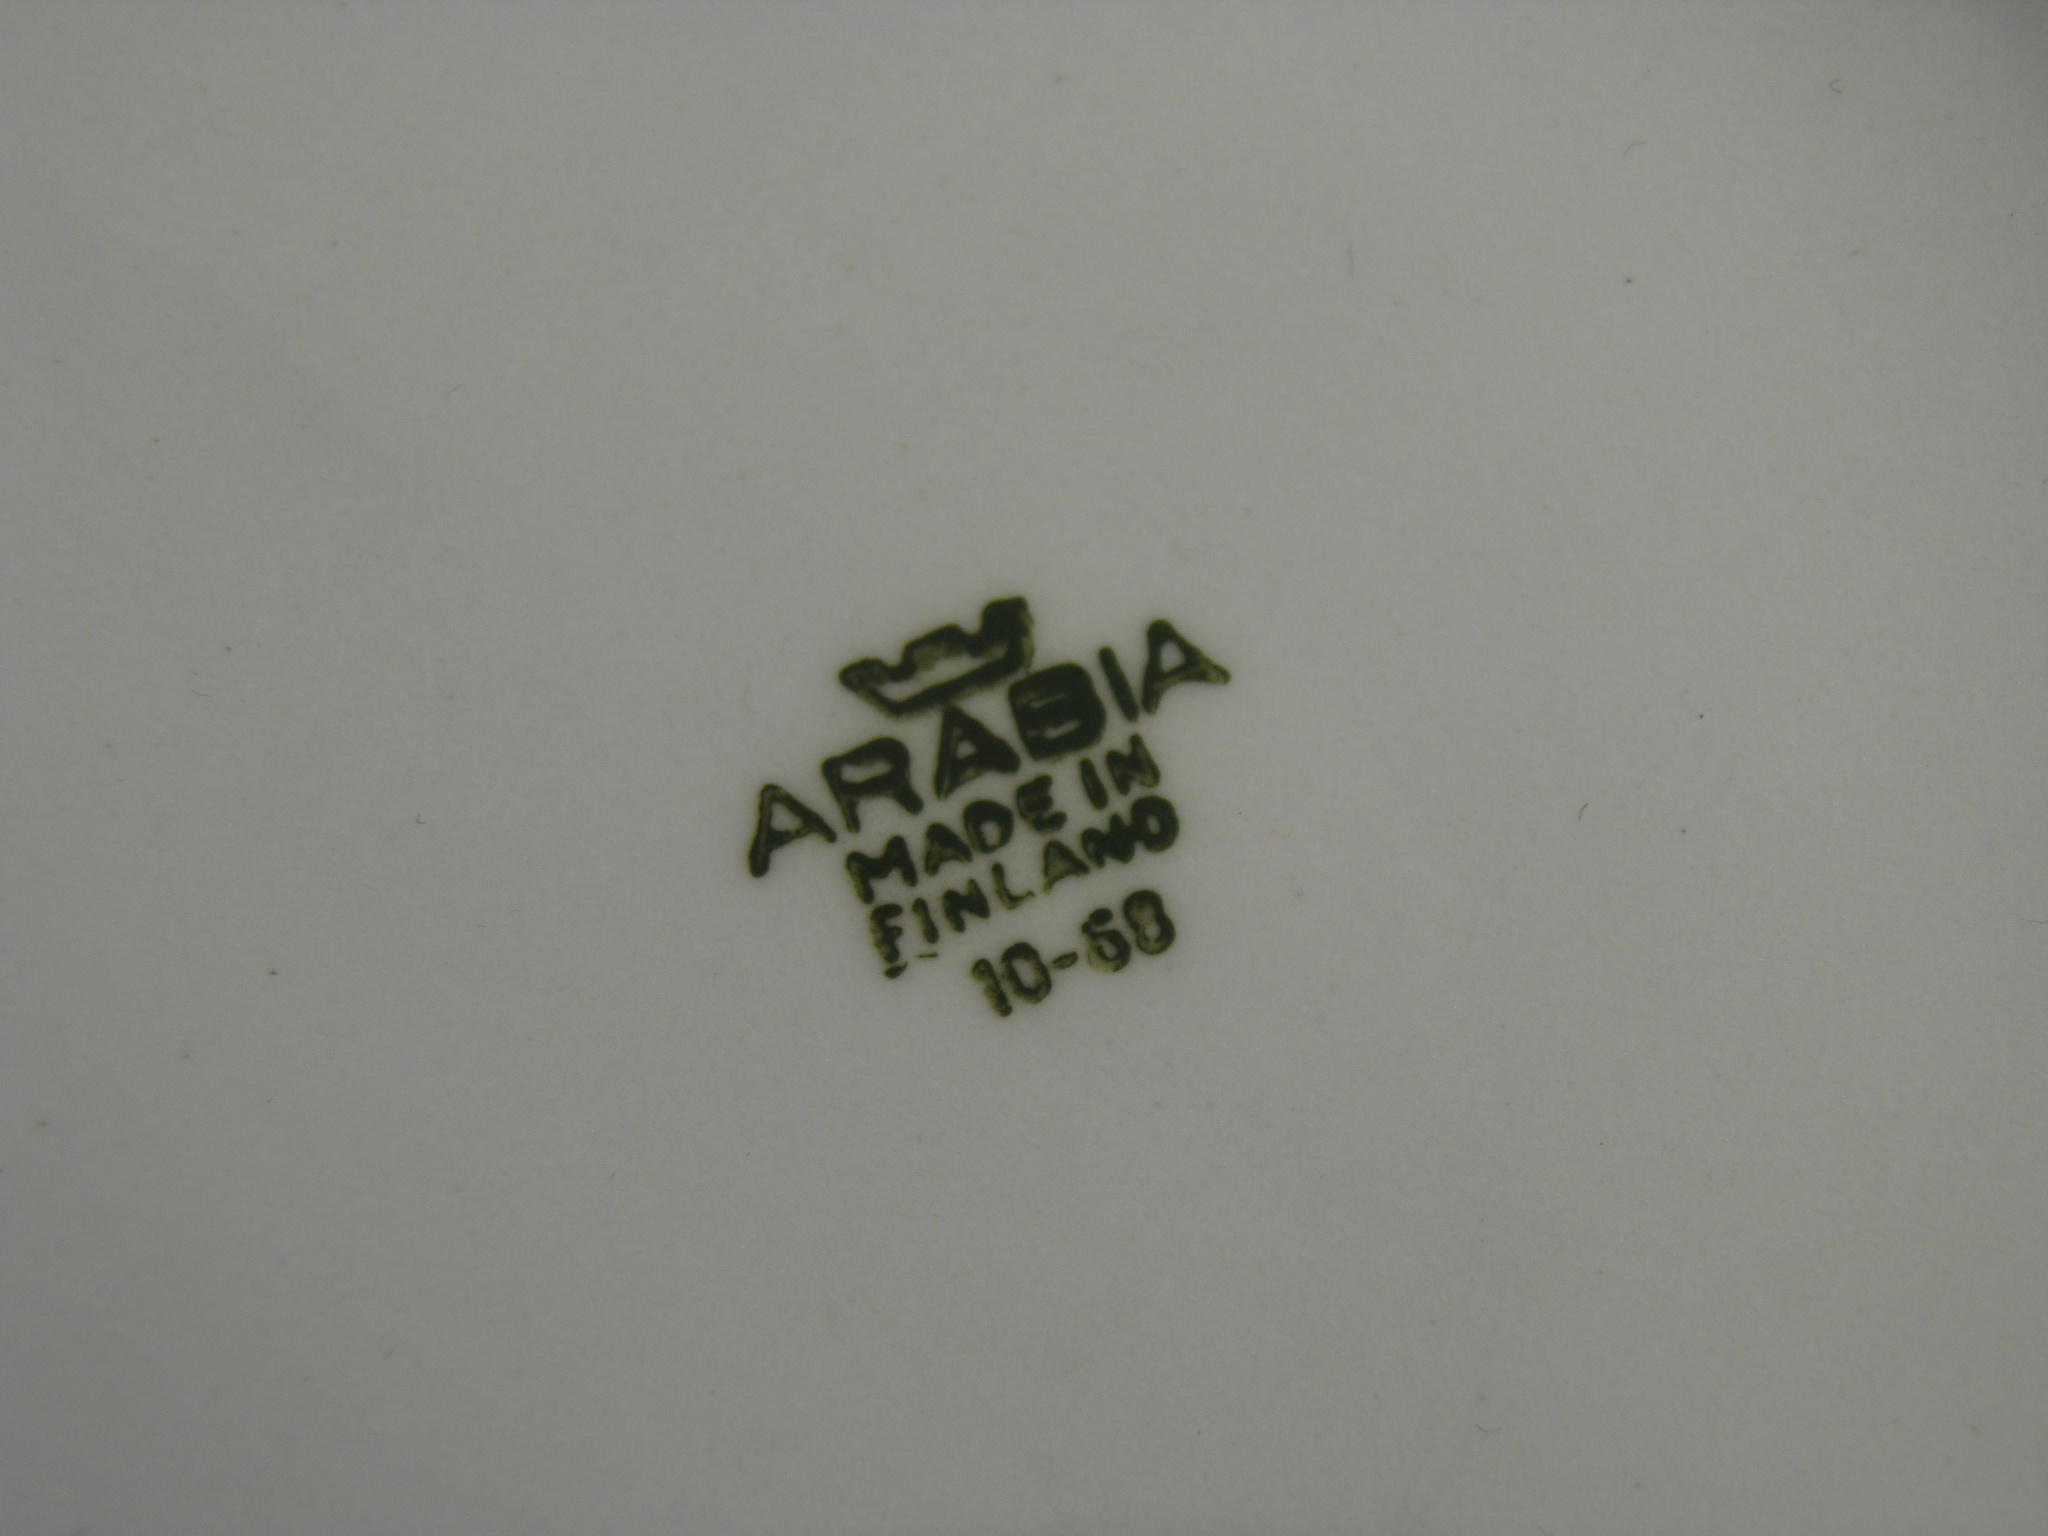 ARABIA
MADE IN
FINLAND
10-68